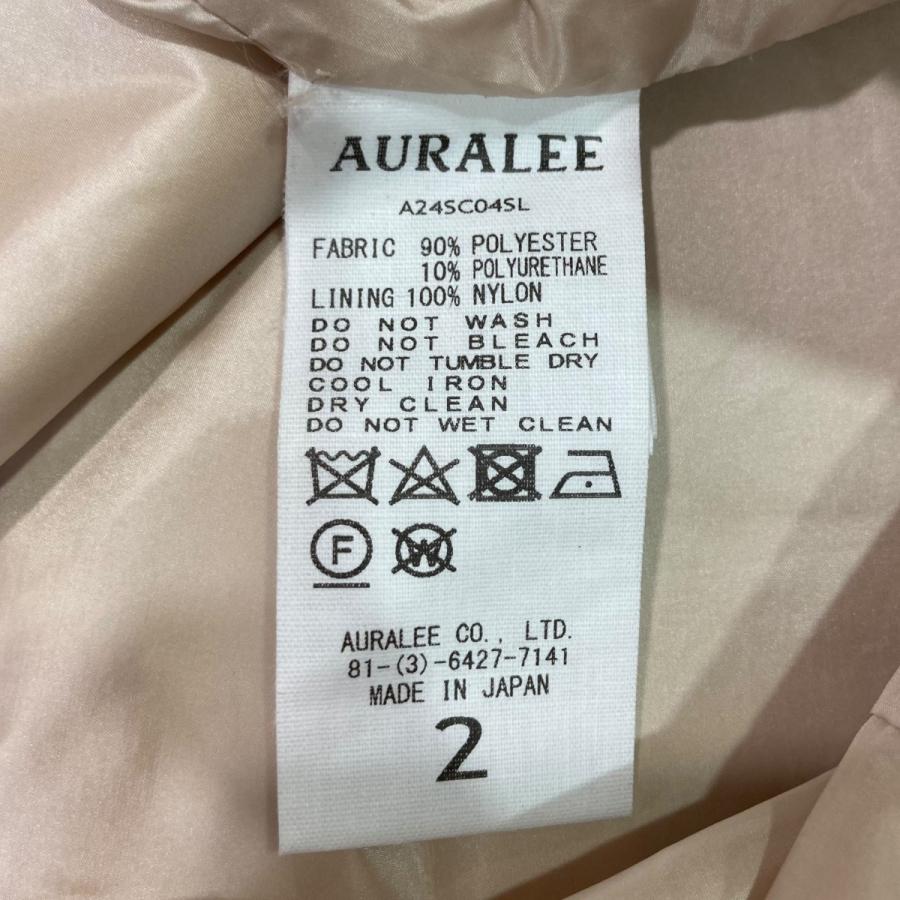 AURALEE
A24SC04SL
FABRIC 90% POLYESTER
10% POLYURETHANE
LINING 100% NYLON
DO NOT WASH
DO NOT BLEACH
DO NOT TUMBLE DRY
COOL IRON
DRY CLEAN
DO NOT WET CLEAN
F W
AURALEE CO., LTD.
81-(3)-6427-7141
MADE IN JAPAN
2